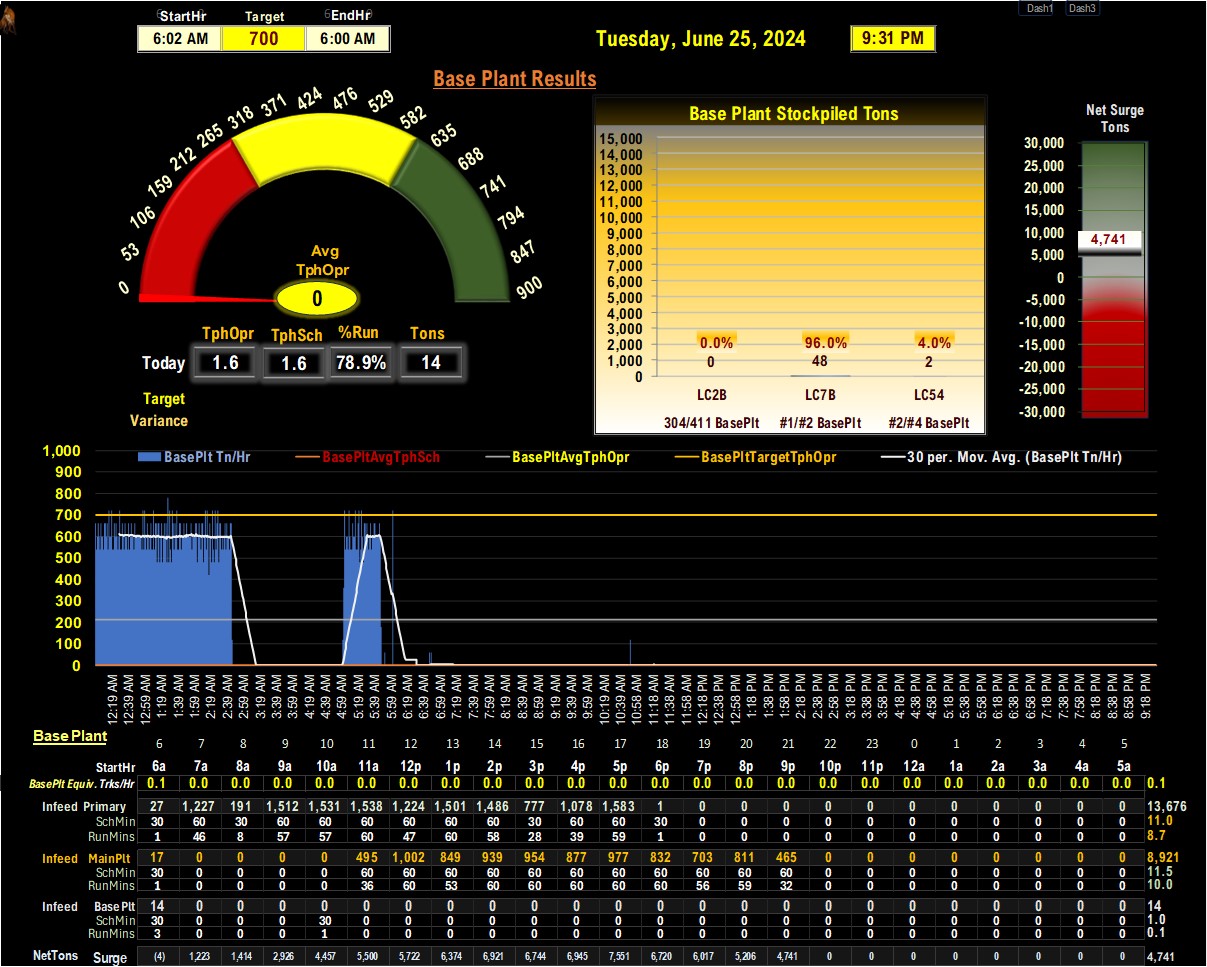 Dash1 Dash3
StartHr Target EndHr
6:02 AM 700 6:00 AM
Tuesday, June 25, 2024 9:31 PM
Base Plant Results
0 53 106 159 212 265 318 371 424 476 529 582 635 688 741 794 847 900
Avg
TphOpr
0
TphOpr TphSch %Run Tons
Today 1.6 1.6 78.9% 14
Target
Variance
Base Plant Stockpiled Tons
15,000
14,000
13,000
12,000
11,000
10,000
9,000
8,000
7,000
6,000
5,000
4,000
3,000
2,000
1,000
0
0.0% 96.0% 4.0%
0 48 2
LC2B LC7B LC54
304/411 BasePlt #1/#2 BasePlt #2/#4 BasePlt
Net Surge
Tons
30,000
25,000
20,000
15,000
10,000
5,000
0
-5,000
-10,000
-15,000
-20,000
-25,000
-30,000
4,741
BasePlt Tn/Hr BasePltAvgTphSch BasePltAvgTphOpr BasePltTargetTphOpr 30 per. Mov. Avg. (BasePlt Tn/Hr)
1,000
900
800
700
600
500
400
300
200
100
0
12:19 AM 12:39 AM 12:59 AM 1:19 AM 1:39 AM 1:59 AM 2:19 AM 2:39 AM 2:59 AM 3:19 AM 3:39 AM 3:59 AM 4:19 AM 4:39 AM 4:59 AM 5:19 AM 5:39 AM 5:59 AM 6:19 AM 6:39 AM 6:59 AM 7:19 AM 7:39 AM 7:59 AM 8:19 AM 8:39 AM 8:59 AM 9:19 AM 9:39 AM 9:59 AM 10:19 AM 10:39 AM 10:58 AM 11:18 AM 11:38 AM 11:58 AM 12:18 PM 12:38 PM 12:58 PM 1:18 PM 1:38 PM 1:58 PM 2:18 PM 2:38 PM 2:58 PM 3:18 PM 3:38 PM 3:58 PM 4:18 PM 4:38 PM 4:58 PM 5:18 PM 5:38 PM 5:58 PM 6:18 PM 6:38 PM 6:58 PM 7:18 PM 7:38 PM 8:18 PM 8:38 PM 8:58 PM 9:18 PM
Base Plant
6 7 8 9 10 11 12 13 14 15 16 17 18 19 20 21 22 23 0 1 2 3 4 5
StartHr 6a 7a 8a 9a 10a 11a 12p 1p 2p 3p 4p 5p 6p 7p 8p 9p 10p 11p 12a 1a 2a 3a 4a 5a
BasePlt Equiv. Trks/Hr 0.1 0.0 0.0 0.0 0.0 0.0 0.0 0.0 0.0 0.0 0.0 0.0 0.0 0.0 0.0 0.0 0.0 0.0 0.0 0.0 0.0 0.0 0.0 0.0 0.1
Infeed Primary 27 1,227 191 1,512 1,531 1,538 1,224 1,501 1,486 777 1,078 1,583 1 0 0 0 0 0 0 0 0 0 0 0 13,676
SchMin 30 60 30 60 60 60 60 60 60 30 60 60 30 0 0 0 0 0 0 0 0 0 0 0 11.0
RunMins 1 46 8 57 57 60 47 60 58 28 39 59 1 0 0 0 0 0 0 0 0 0 0 0 8.7
Infeed MainPlt 17 0 0 0 0 495 1,002 849 939 954 877 977 832 703 811 465 0 0 0 0 0 0 0 0 8,921
SchMin 30 0 0 0 0 60 60 60 60 60 60 60 60 60 60 60 0 0 0 0 0 0 0 0 11.5
RunMins 1 0 0 0 0 36 60 53 60 60 60 60 60 56 59 32 0 0 0 0 0 0 0 0 10.0
Infeed Base Plt 14 0 0 0 0 0 0 0 0 0 0 0 0 0 0 0 0 0 0 0 0 0 0 0 14
SchMin 30 0 0 0 30 0 0 0 0 0 0 0 0 0 0 0 0 0 0 0 0 0 0 0 1.0
RunMins 3 0 0 0 1 0 0 0 0 0 0 0 0 0 0 0 0 0 0 0 0 0 0 0 0.1
NetTons Surge (4) 1,223 1,414 2,926 4,457 5,500 5,722 6,374 6,921 6,744 6,945 7,551 6,720 6,017 5,206 4,741 0 0 0 0 0 0 0 0 4,741